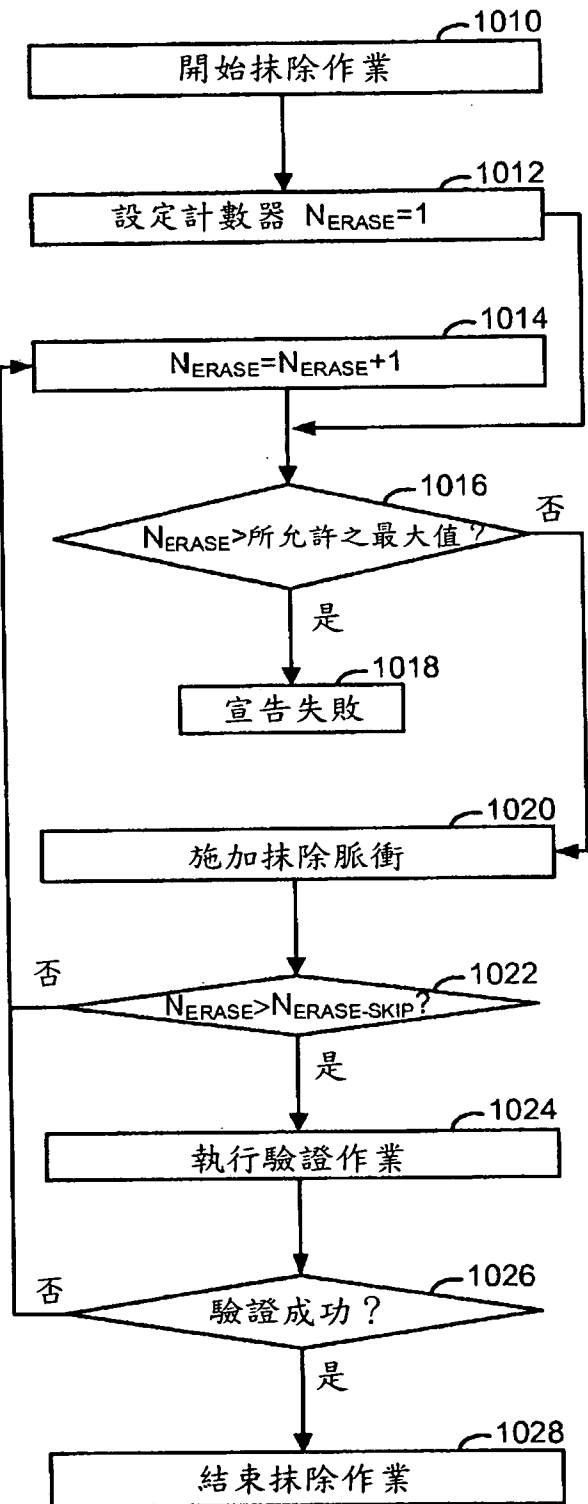 1010
開始抹除作業
1012
設定計數器 NERASE=1
1014
NERASE=NERASE+1
1016
NERASE>所允許之最大值?
否
是
1018
宣告失敗
1020
施加抹除脈衝
1022
否
NERASE>NERASE-SKIP?
是
1024
執行驗證作業
1026
否
驗證成功?
是
1028
結束抹除作業